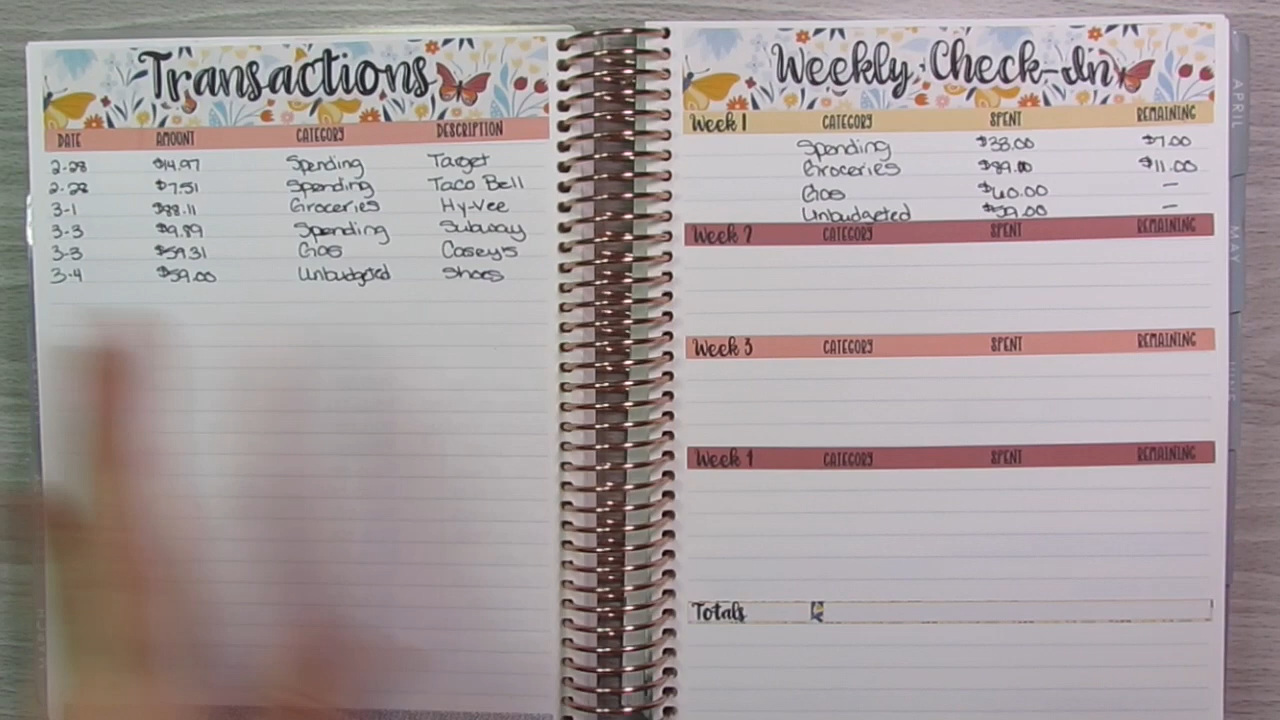 Transactions
DATE AMOUNT CATEGORY DESCRIPTION
2-28 $14.97 Spending Target
2-28 $7.51 Spending Taco Bell
3-1 $88.11 Groceries Hy-Vee
3-3 $9.89 Spending Subway
3-3 $59.31 Gas Casey's
3-4 $59.00 Unbudgeted Shoes
Weekly Check-In
Week 1 CATEGORY SPENT REMAINING
Spending $38.00 $7.00
Groceries $89.00 $11.00
Gas $60.00 –
Unbudgeted $59.00 –
Week 2 CATEGORY SPENT REMAINING
Week 3 CATEGORY SPENT REMAINING
Week 4 CATEGORY SPENT REMAINING
Totals
APRIL
MAY
JUNE
MARCH